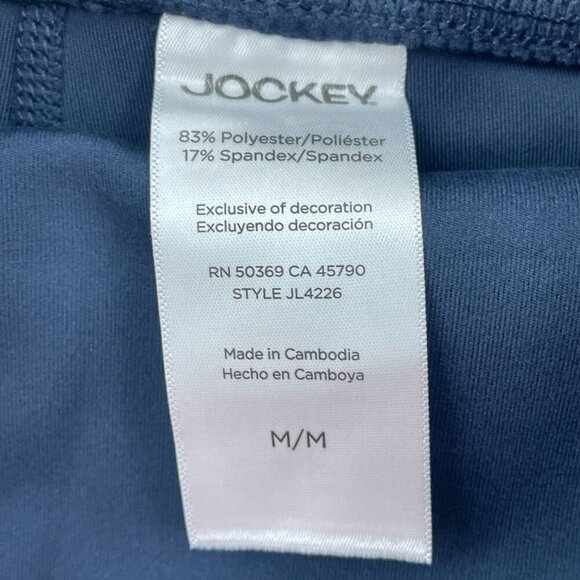 JOCKEY
83% Polyester/Poliéster
17% Spandex/Spandex
Exclusive of decoration
Excluyendo decoración
RN 50369 CA 45790
STYLE JL4226
Made in Cambodia
Hecho en Camboya
M/M